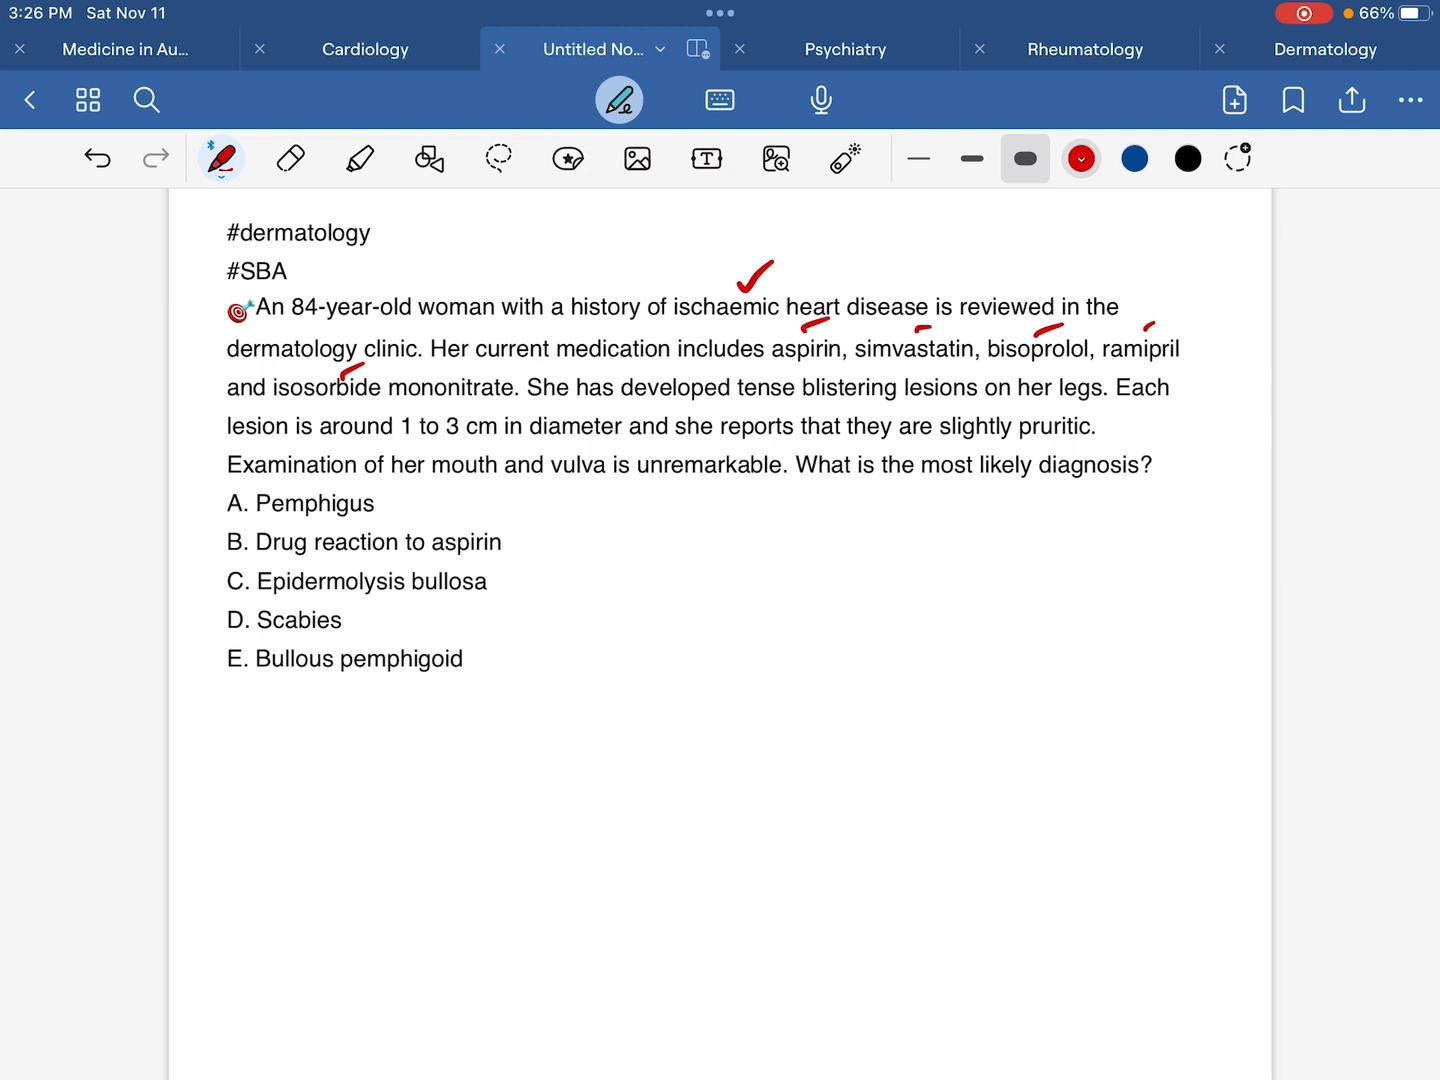 3:26 PM Sat Nov 11
66%
Medicine in Au...
Cardiology
Untitled No...
Psychiatry
Rheumatology
Dermatology
#dermatology
#SBA
🎯An 84-year-old woman with a history of ischaemic heart disease is reviewed in the
dermatology clinic. Her current medication includes aspirin, simvastatin, bisoprolol, ramipril
and isosorbide mononitrate. She has developed tense blistering lesions on her legs. Each
lesion is around 1 to 3 cm in diameter and she reports that they are slightly pruritic.
Examination of her mouth and vulva is unremarkable. What is the most likely diagnosis?
A. Pemphigus
B. Drug reaction to aspirin
C. Epidermolysis bullosa
D. Scabies
E. Bullous pemphigoid